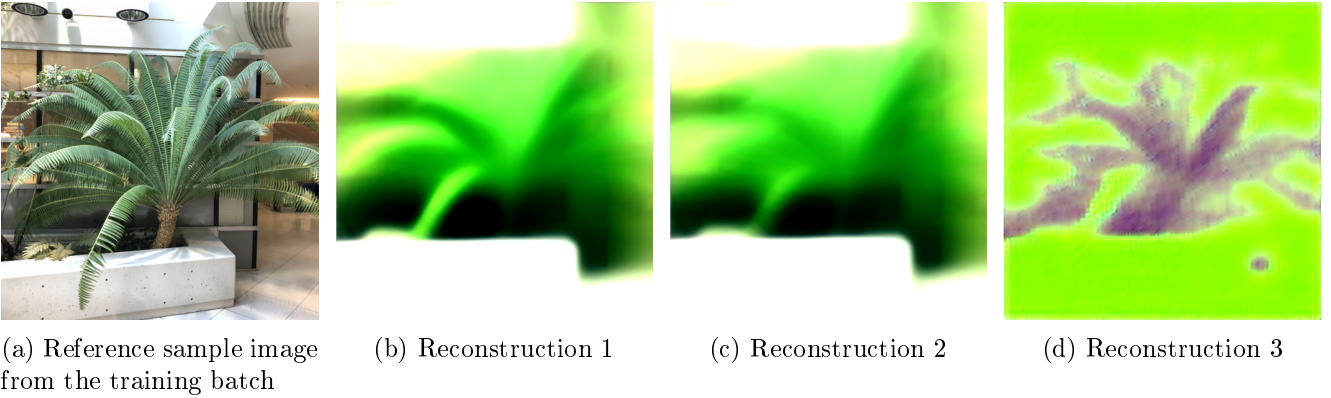 (a) Reference sample image
from the training batch
(b) Reconstruction 1
(c) Reconstruction 2
(d) Reconstruction 3